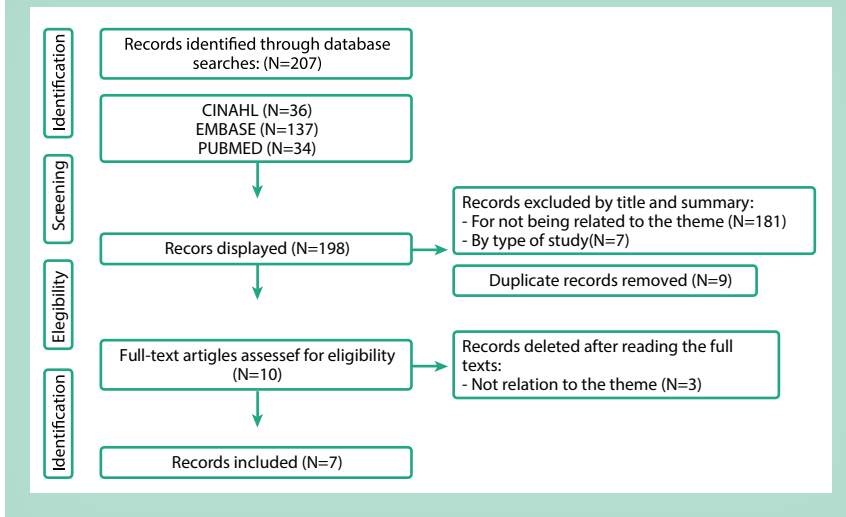 Identification
Records identified through database
searches: (N=207)
CINAHL (N=36)
EMBASE (N=137)
PUBMED (N=34)
Screening
Records excluded by title and summary:
- For not being related to the theme (N=181)
- By type of study(N=7)
Recors displayed (N=198)
Duplicate records removed (N=9)
Elegibility
Full-text artigles assessef for eligibility
(N=10)
Records deleted after reading the full
texts:
- Not relation to the theme (N=3)
Identification
Records included (N=7)